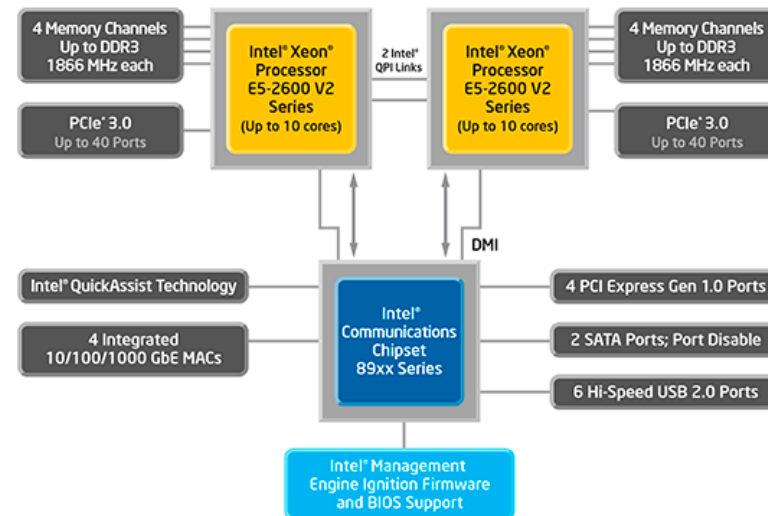 4 Memory Channels
Up to DDR3
1866 MHz each
Intel® Xeon®
Processor
E5-2600 V2
Series
(Up to 10 cores)
2 Intel®
QPI Links
Intel® Xeon®
Processor
E5-2600 V2
Series
(Up to 10 cores)
4 Memory Channels
Up to DDR3
1866 MHz each
PCIe* 3.0
Up to 40 Ports
PCIe* 3.0
Up to 40 Ports
DMI
Intel® QuickAssist Technology
4 Integrated
10/100/1000 GbE MACs
Intel®
Communications
Chipset
89xx Series
4 PCI Express Gen 1.0 Ports
2 SATA Ports; Port Disable
6 Hi-Speed USB 2.0 Ports
Intel® Management
Engine Ignition Firmware
and BIOS Support